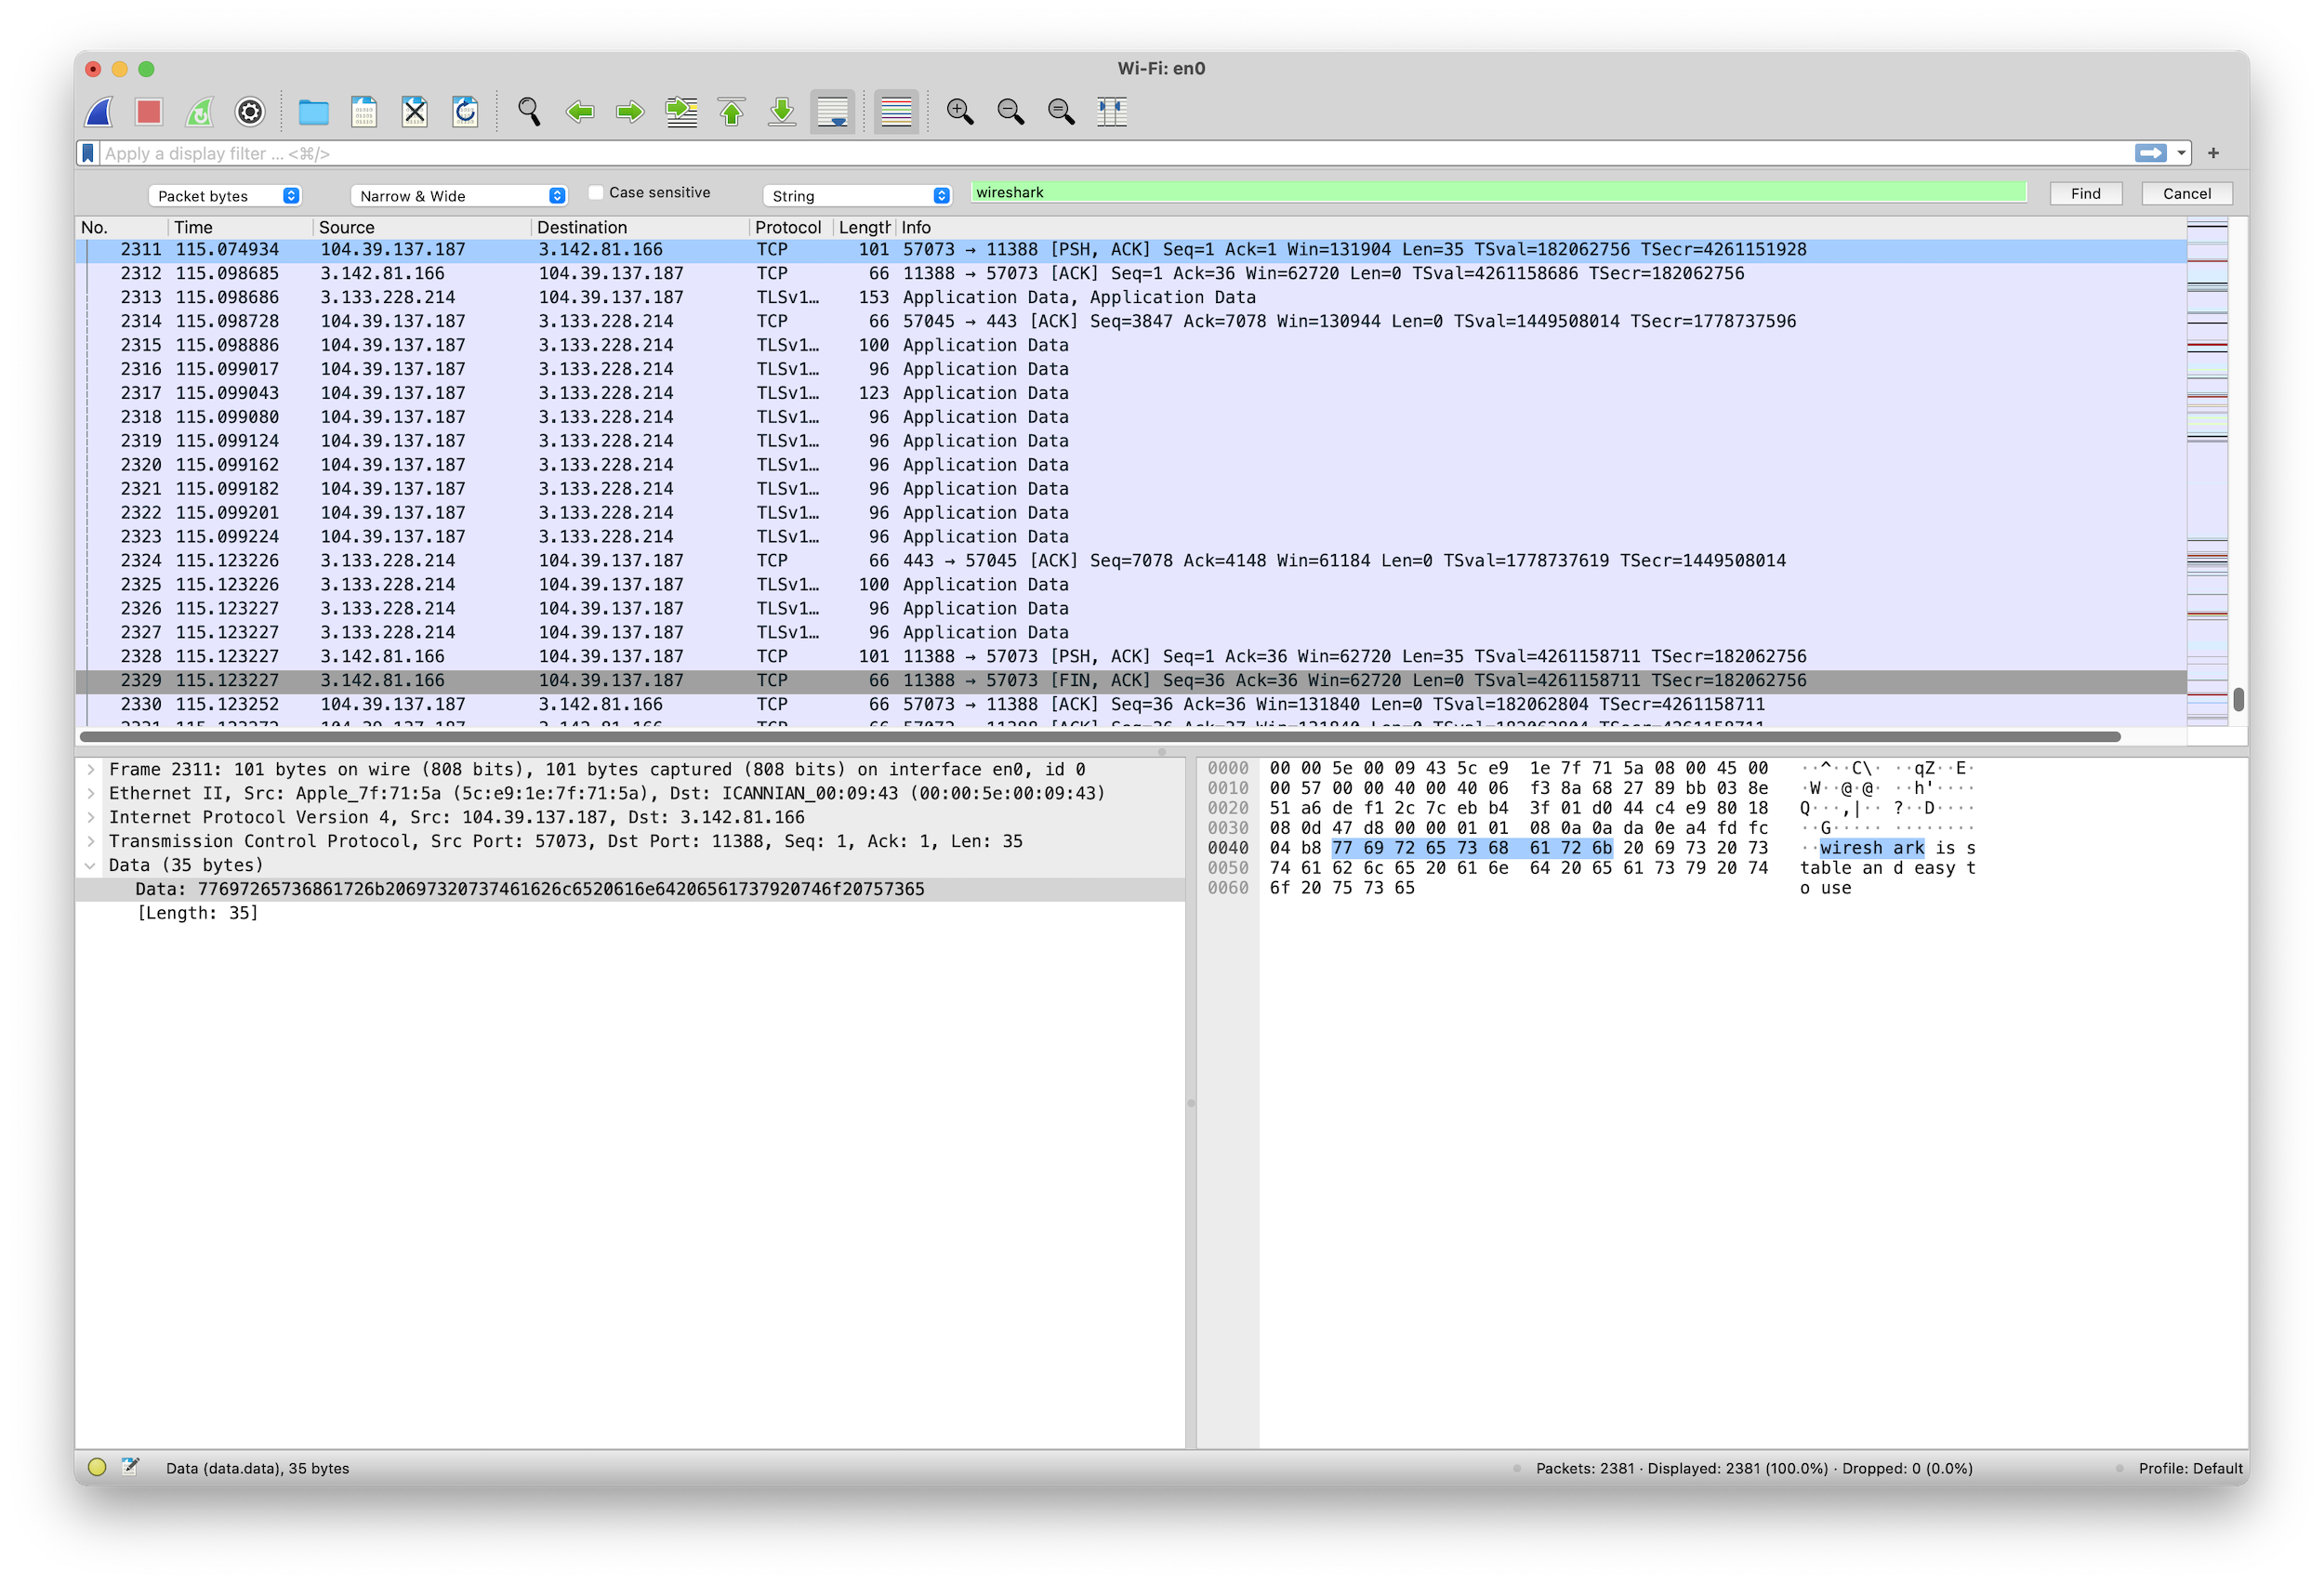 Wi-Fi: en0
Apply a display filter ... <⌘/>
Packet bytes Narrow & Wide Case sensitive String wireshark Find Cancel
No. Time Source Destination Protocol Length Info
2311 115.074934 104.39.137.187 3.142.81.166 TCP 101 57073 → 11388 [PSH, ACK] Seq=1 Ack=1 Win=131904 Len=35 TSval=182062756 TSecr=4261151928
2312 115.098685 3.142.81.166 104.39.137.187 TCP 66 11388 → 57073 [ACK] Seq=1 Ack=36 Win=62720 Len=0 TSval=4261158686 TSecr=182062756
2313 115.098686 3.133.228.214 104.39.137.187 TLSv1… 153 Application Data, Application Data
2314 115.098728 104.39.137.187 3.133.228.214 TCP 66 57045 → 443 [ACK] Seq=3847 Ack=7078 Win=130944 Len=0 TSval=1449508014 TSecr=1778737596
2315 115.098886 104.39.137.187 3.133.228.214 TLSv1… 100 Application Data
2316 115.099017 104.39.137.187 3.133.228.214 TLSv1… 96 Application Data
2317 115.099043 104.39.137.187 3.133.228.214 TLSv1… 123 Application Data
2318 115.099080 104.39.137.187 3.133.228.214 TLSv1… 96 Application Data
2319 115.099124 104.39.137.187 3.133.228.214 TLSv1… 96 Application Data
2320 115.099162 104.39.137.187 3.133.228.214 TLSv1… 96 Application Data
2321 115.099182 104.39.137.187 3.133.228.214 TLSv1… 96 Application Data
2322 115.099201 104.39.137.187 3.133.228.214 TLSv1… 96 Application Data
2323 115.099224 104.39.137.187 3.133.228.214 TLSv1… 96 Application Data
2324 115.123226 3.133.228.214 104.39.137.187 TCP 66 443 → 57045 [ACK] Seq=7078 Ack=4148 Win=61184 Len=0 TSval=1778737619 TSecr=1449508014
2325 115.123226 3.133.228.214 104.39.137.187 TLSv1… 100 Application Data
2326 115.123227 3.133.228.214 104.39.137.187 TLSv1… 96 Application Data
2327 115.123227 3.133.228.214 104.39.137.187 TLSv1… 96 Application Data
2328 115.123227 3.142.81.166 104.39.137.187 TCP 101 11388 → 57073 [PSH, ACK] Seq=1 Ack=36 Win=62720 Len=35 TSval=4261158711 TSecr=182062756
2329 115.123227 3.142.81.166 104.39.137.187 TCP 66 11388 → 57073 [FIN, ACK] Seq=36 Ack=36 Win=62720 Len=0 TSval=4261158711 TSecr=182062756
2330 115.123252 104.39.137.187 3.142.81.166 TCP 66 57073 → 11388 [ACK] Seq=36 Ack=36 Win=131840 Len=0 TSval=182062804 TSecr=4261158711
Frame 2311: 101 bytes on wire (808 bits), 101 bytes captured (808 bits) on interface en0, id 0
Ethernet II, Src: Apple_7f:71:5a (5c:e9:1e:7f:71:5a), Dst: ICANNIAN_00:09:43 (00:00:5e:00:09:43)
Internet Protocol Version 4, Src: 104.39.137.187, Dst: 3.142.81.166
Transmission Control Protocol, Src Port: 57073, Dst Port: 11388, Seq: 1, Ack: 1, Len: 35
Data (35 bytes)
Data: 77697265736861726b20697320737461626c6520616e64206561737920746f20757365
[Length: 35]
0000 00 00 5e 00 09 43 5c e9 1e 7f 71 5a 08 00 45 00 ··^··C\· ··qZ··E·
0010 00 57 00 00 40 00 40 06 f3 8a 68 27 89 bb 03 8e ·W··@·@· ··h'····
0020 51 a6 de f1 2c 7c eb b4 3f 01 d0 44 c4 e9 80 18 Q···,|·· ?··D····
0030 08 0d 47 d8 00 00 01 01 08 0a 0a da 0e a4 fd fc ··G····· ········
0040 04 b8 77 69 72 65 73 68 61 72 6b 20 69 73 20 73 ··wiresh ark is s
0050 74 61 62 6c 65 20 61 6e 64 20 65 61 73 79 20 74 table an d easy t
0060 6f 20 75 73 65 o use
Data (data.data), 35 bytes Packets: 2381 · Displayed: 2381 (100.0%) · Dropped: 0 (0.0%) Profile: Default